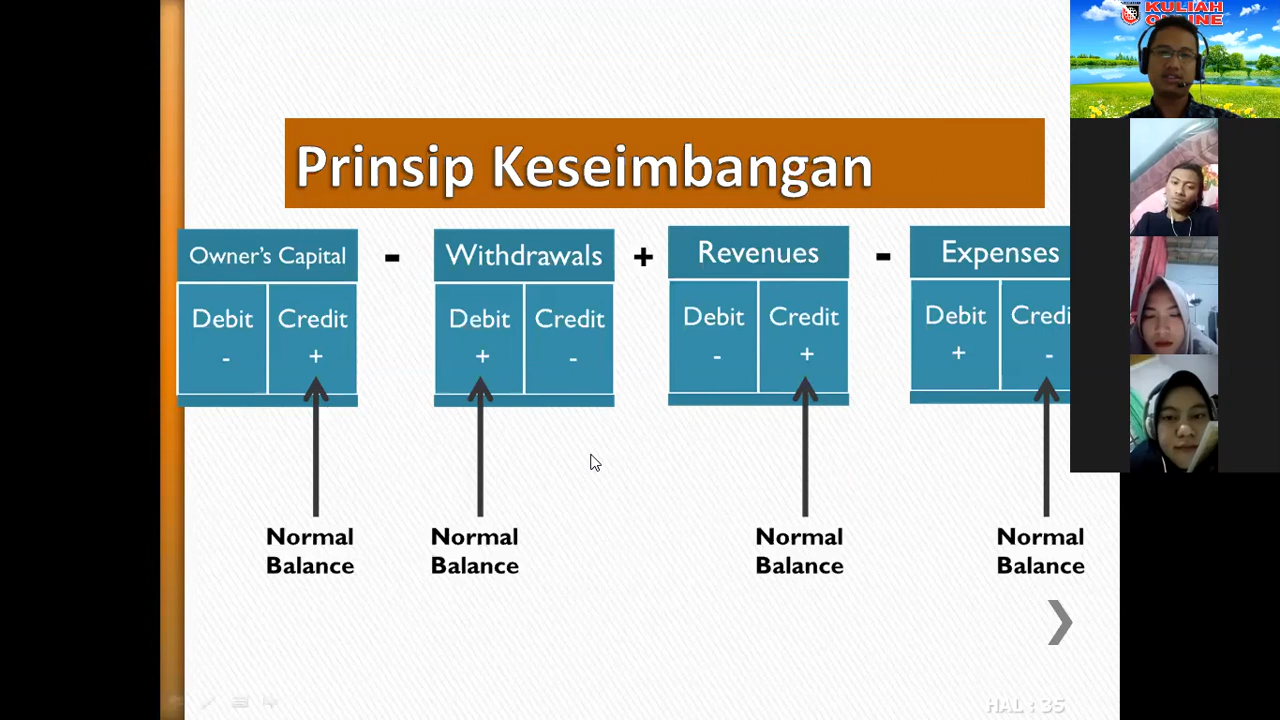 KULIAH
ONLINE
Prinsip Keseimbangan
Owner's Capital - Withdrawals + Revenues - Expenses
Debit Credit Debit Credit Debit Credit Debit Credi
- + + - - + + -
Normal Normal Normal Normal
Balance Balance Balance Balance
HAL : 35